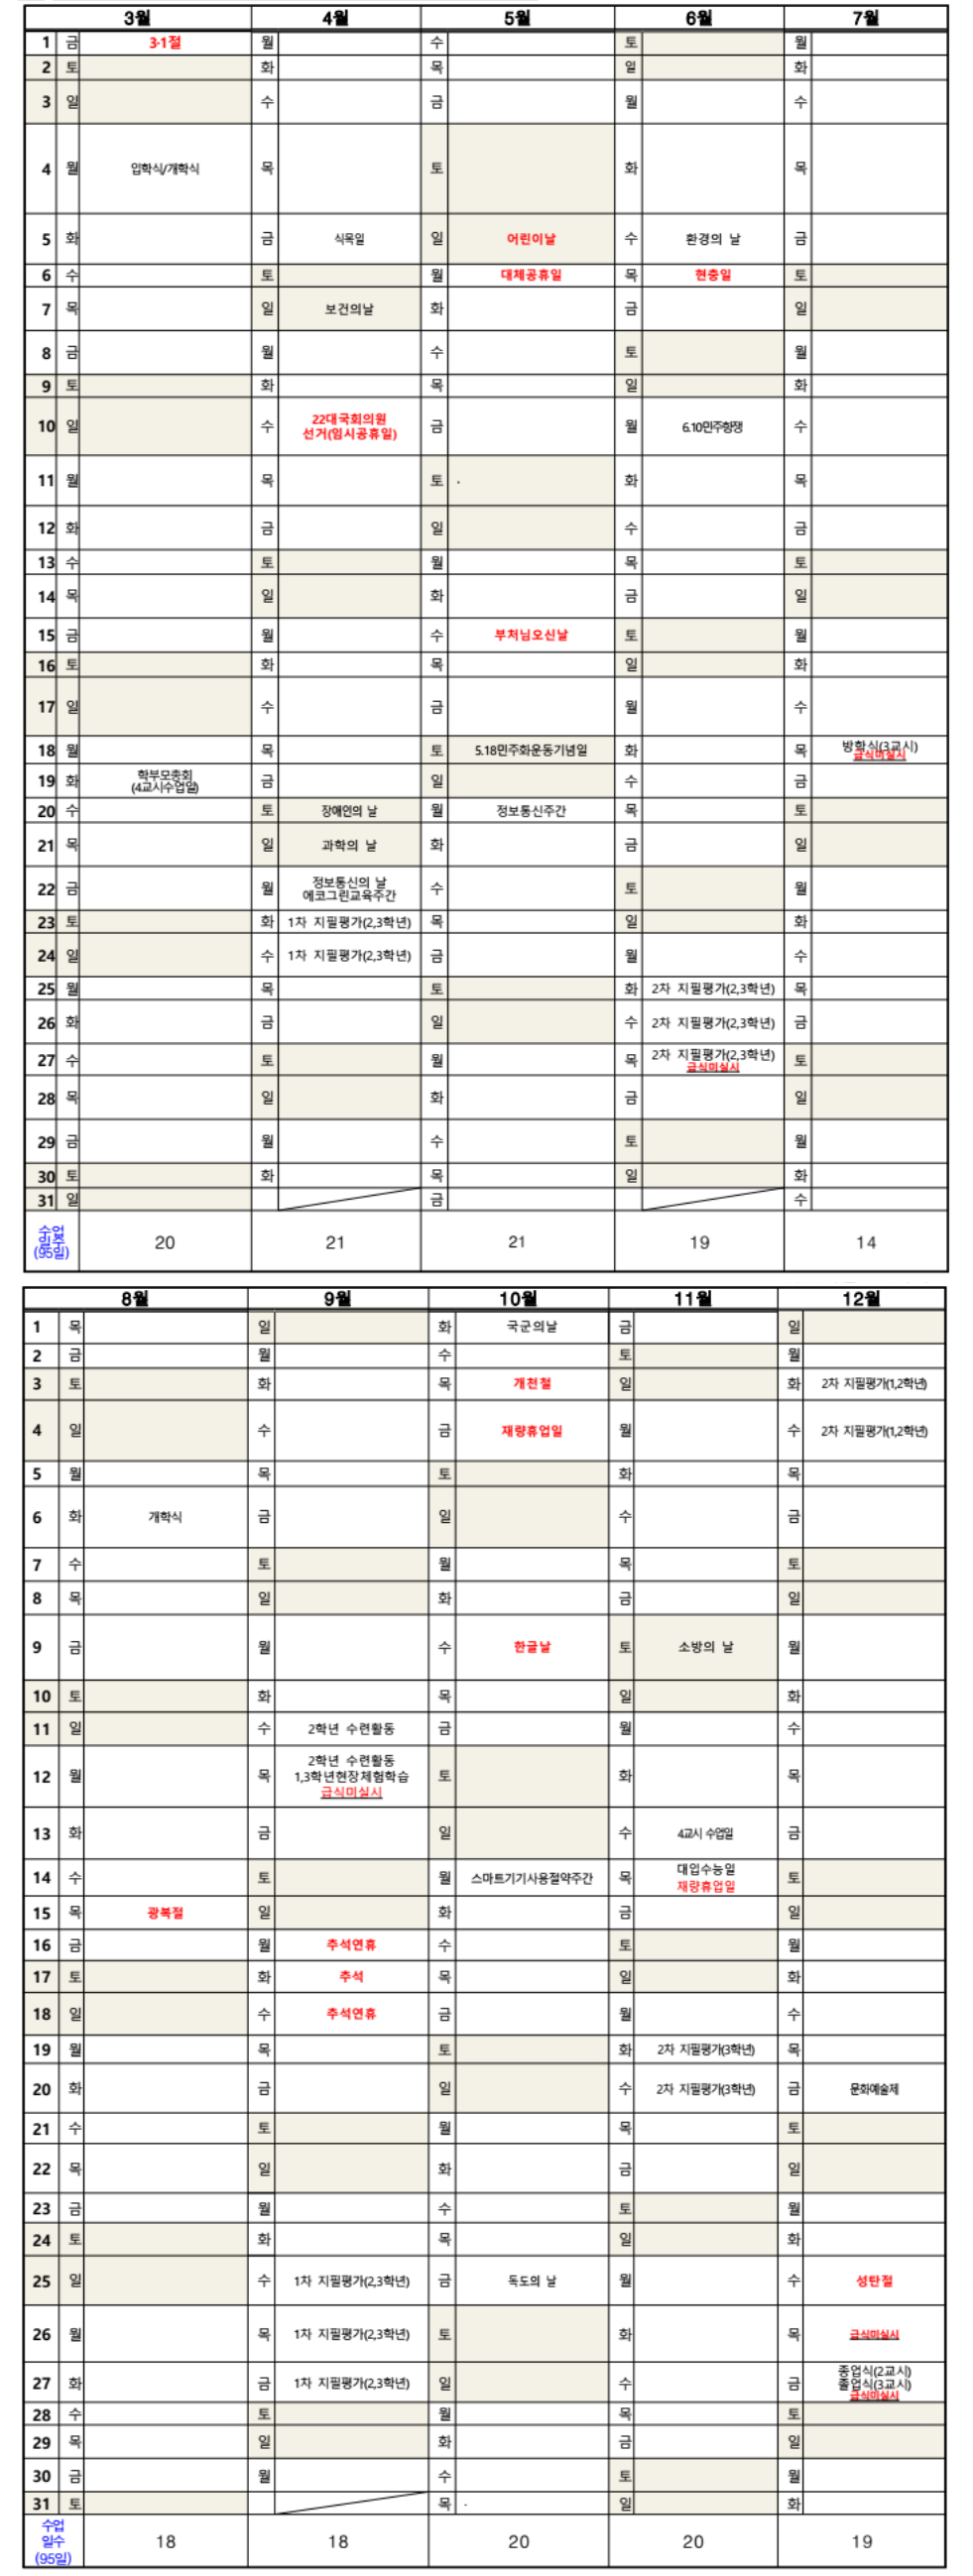 3월 4월 5월 6월 7월
1 금 3·1절 월 수 토 월
2 토 화 목 일 화
3 일 수 금 월 수
4 월 입학식/개학식 목 토 화 목
5 화 금 식목일 일 어린이날 수 환경의 날 금
6 수 토 월 대체공휴일 목 현충일 토
7 목 일 보건의날 화 금 일
8 금 월 수 토 월
9 토 화 목 일 화
10 일 수 22대국회의원
선거(임시공휴일) 금 월 6.10민주항쟁 수
11 월 목 토 . 화 목
12 화 금 일 수 금
13 수 토 월 목 토
14 목 일 화 금 일
15 금 월 수 부처님오신날 토 월
16 토 화 목 일 화
17 일 수 금 월 수
18 월 목 토 5.18민주화운동기념일 화 목 방학식(3교시)
급식미실시
19 화 학부모총회
(4교시수업일) 금 일 수 금
20 수 토 장애인의 날 월 정보통신주간 목 토
21 목 일 과학의 날 화 금 일
22 금 월 정보통신의 날
에코그린교육주간 수 토 월
23 토 화 1차 지필평가(2,3학년) 목 일 화
24 일 수 1차 지필평가(2,3학년) 금 월 수
25 월 목 토 화 2차 지필평가(2,3학년) 목
26 화 금 일 수 2차 지필평가(2,3학년) 금
27 수 토 월 목 2차 지필평가(2,3학년)
급식미실시 토
28 목 일 화 금 일
29 금 월 수 토 월
30 토 화 목 일 화
31 일 금 수
수업
일수
(95일) 20 21 21 19 14
8월 9월 10월 11월 12월
1 목 일 화 국군의날 금 일
2 금 월 수 토 월
3 토 화 목 개천절 일 화 2차 지필평가(1,2학년)
4 일 수 금 재량휴업일 월 수 2차 지필평가(1,2학년)
5 월 목 토 화 목
6 화 개학식 금 일 수 금
7 수 토 월 목 토
8 목 일 화 금 일
9 금 월 수 한글날 토 소방의 날 월
10 토 화 목 일 화
11 일 수 2학년 수련활동 금 월 수
12 월 목 2학년 수련활동
1,3학년현장체험학습
급식미실시 토 화 목
13 화 금 일 수 4교시 수업일 금
14 수 토 월 스마트기기사용절약주간 목 대입수능일
재량휴업일 토
15 목 광복절 일 화 금 일
16 금 월 추석연휴 수 토 월
17 토 화 추석 목 일 화
18 일 수 추석연휴 금 월 수
19 월 목 토 화 2차 지필평가(3학년) 목
20 화 금 일 수 2차 지필평가(3학년) 금 문화예술제
21 수 토 월 목 토
22 목 일 화 금 일
23 금 월 수 토 월
24 토 화 목 일 화
25 일 수 1차 지필평가(2,3학년) 금 독도의 날 월 수 성탄절
26 월 목 1차 지필평가(2,3학년) 토 화 목 급식미실시
27 화 금 1차 지필평가(2,3학년) 일 수 금 종업식(2교시)
졸업식(3교시)
급식미실시
28 수 토 월 목 토
29 목 일 화 금 일
30 금 월 수 토 월
31 토 목 . 일 화
수업
일수
(95일) 18 18 20 20 19